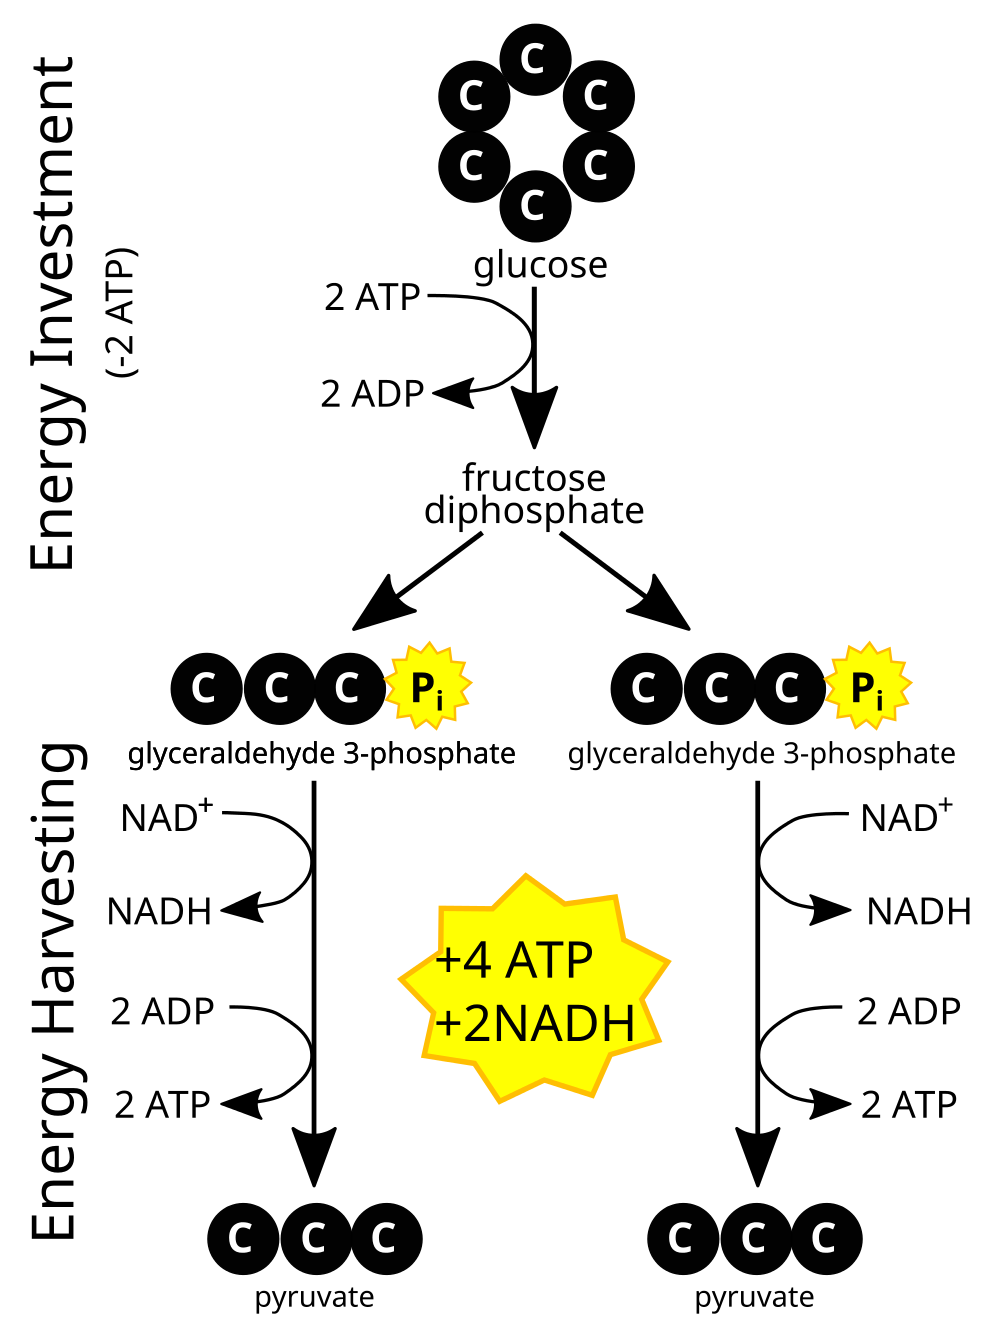 Energy Investment
(-2 ATP)
C
C C
C C
C
glucose
2 ATP
2 ADP
fructose
diphosphate
C C C Pi
C C C Pi
glyceraldehyde 3-phosphate
glyceraldehyde 3-phosphate
Energy Harvesting
NAD+
NAD+
NADH
NADH
+4 ATP
+2NADH
2 ADP
2 ADP
2 ATP
2 ATP
C C C
C C C
pyruvate
pyruvate